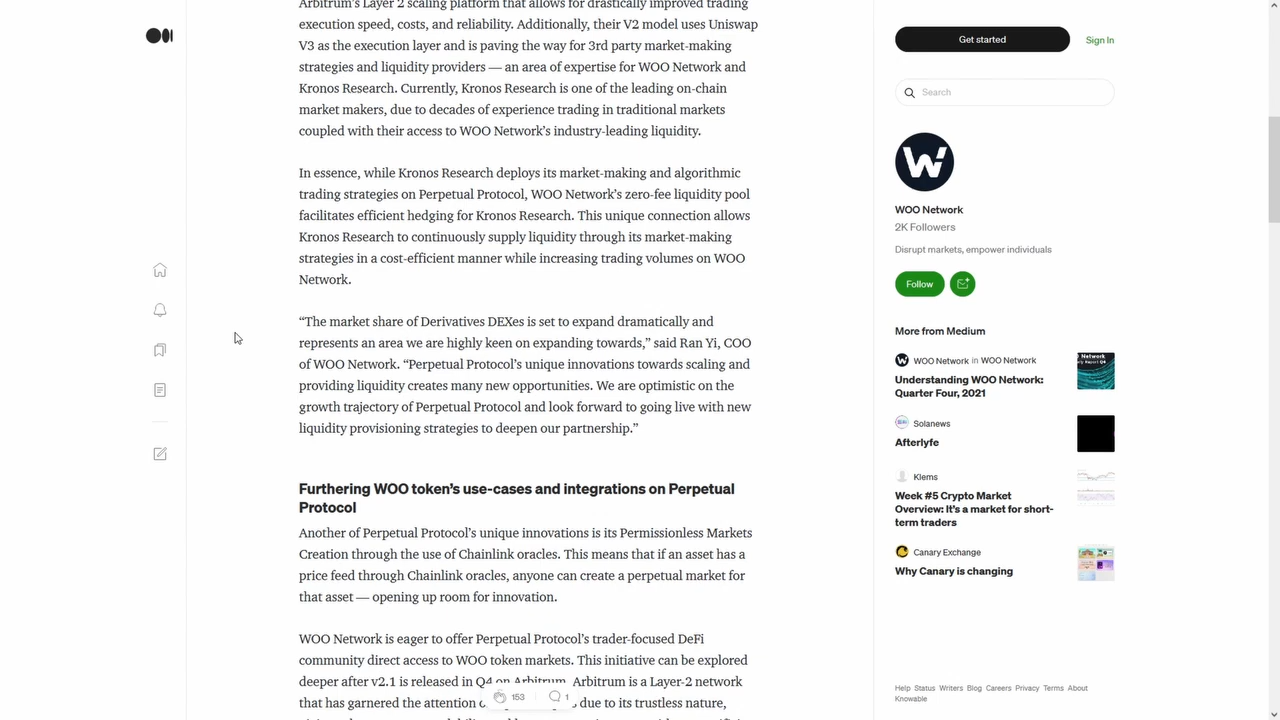 Arbitrum's Layer 2 scaling platform that allows for drastically improved trading
execution speed, costs, and reliability. Additionally, their V2 model uses Uniswap
V3 as the execution layer and is paving the way for 3rd party market-making
strategies and liquidity providers — an area of expertise for WOO Network and
Kronos Research. Currently, Kronos Research is one of the leading on-chain
market makers, due to decades of experience trading in traditional markets
coupled with their access to WOO Network's industry-leading liquidity.
In essence, while Kronos Research deploys its market-making and algorithmic
trading strategies on Perpetual Protocol, WOO Network's zero-fee liquidity pool
facilitates efficient hedging for Kronos Research. This unique connection allows
Kronos Research to continuously supply liquidity through its market-making
strategies in a cost-efficient manner while increasing trading volumes on WOO
Network.
“The market share of Derivatives DEXes is set to expand dramatically and
represents an area we are highly keen on expanding towards,” said Ran Yi, COO
of WOO Network. “Perpetual Protocol's unique innovations towards scaling and
providing liquidity creates many new opportunities. We are optimistic on the
growth trajectory of Perpetual Protocol and look forward to going live with new
liquidity provisioning strategies to deepen our partnership.”
Furthering WOO token's use-cases and integrations on Perpetual
Protocol
Another of Perpetual Protocol's unique innovations is its Permissionless Markets
Creation through the use of Chainlink oracles. This means that if an asset has a
price feed through Chainlink oracles, anyone can create a perpetual market for
that asset — opening up room for innovation.
WOO Network is eager to offer Perpetual Protocol's trader-focused DeFi
community direct access to WOO token markets. This initiative can be explored
deeper after v2.1 is released in Q4 on Arbitrum. Arbitrum is a Layer-2 network
that has garnered the attention of due to its trustless nature,
153
1
Get started
Sign In
Search
WOO Network
2K Followers
Disrupt markets, empower individuals
Follow
More from Medium
WOO Network in WOO Network
Understanding WOO Network:
Quarter Four, 2021
Solanews
Afterlyfe
Klems
Week #5 Crypto Market
Overview: It's a market for short-
term traders
Canary Exchange
Why Canary is changing
Help Status Writers Blog Careers Privacy Terms About
Knowable